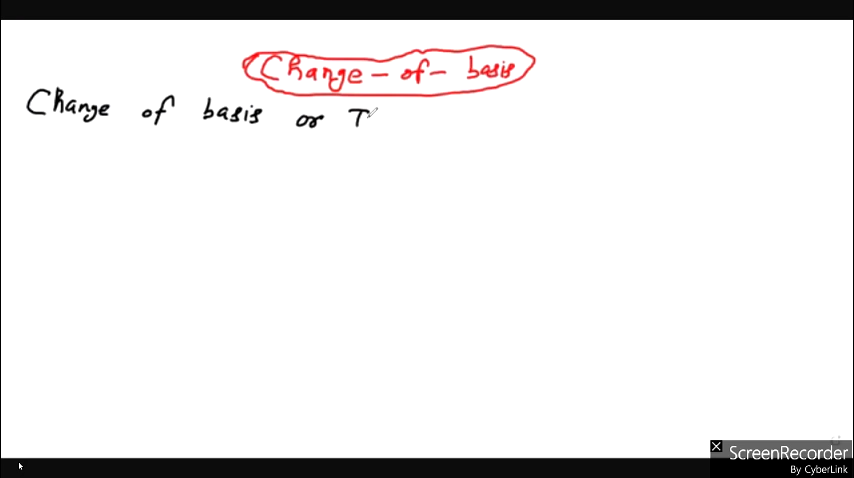 Change - of - basis
Change of basis or T
ScreenRecorder
By CyberLink